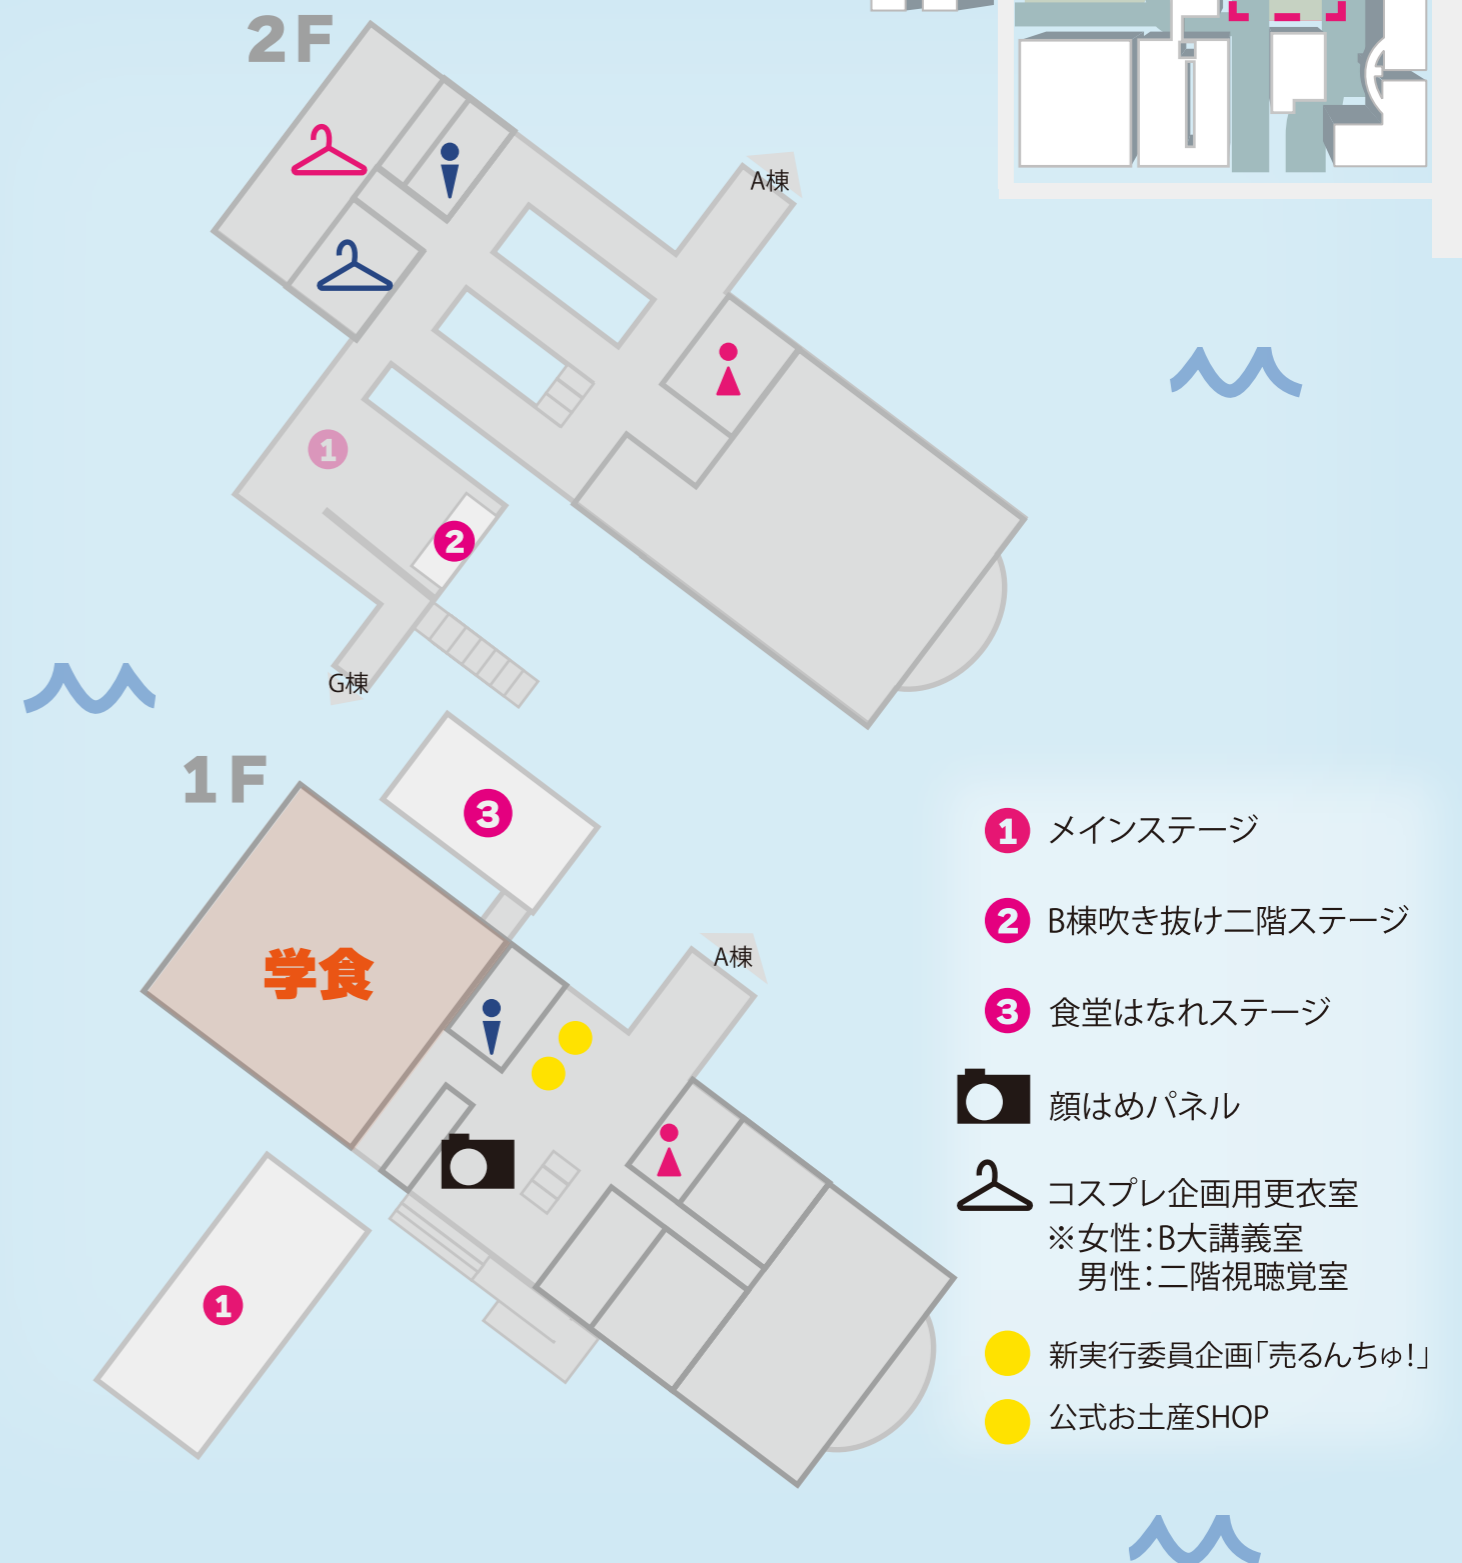 2F
A棟
1
2
G棟
1F
3
学食
A棟
1
1 メインステージ
2 B棟吹き抜け二階ステージ
3 食堂はなれステージ
顔はめパネル
コスプレ企画用更衣室
※女性：B大講義室
男性：二階視聴覚室
新実行委員企画「売るんちゅ！」
公式お土産SHOP